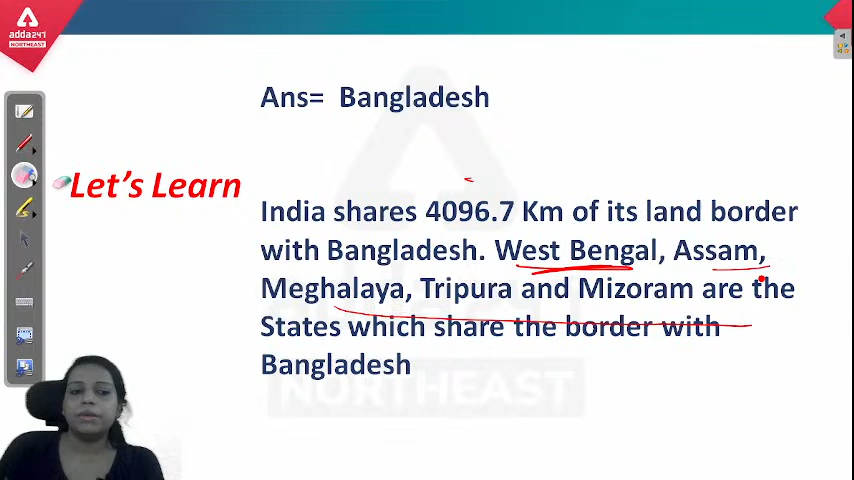 adda247
NORTHEAST
Ans= Bangladesh
Let's Learn
India shares 4096.7 Km of its land border
with Bangladesh. West Bengal, Assam,
Meghalaya, Tripura and Mizoram are the
States which share the border with
Bangladesh
NORTHEAST